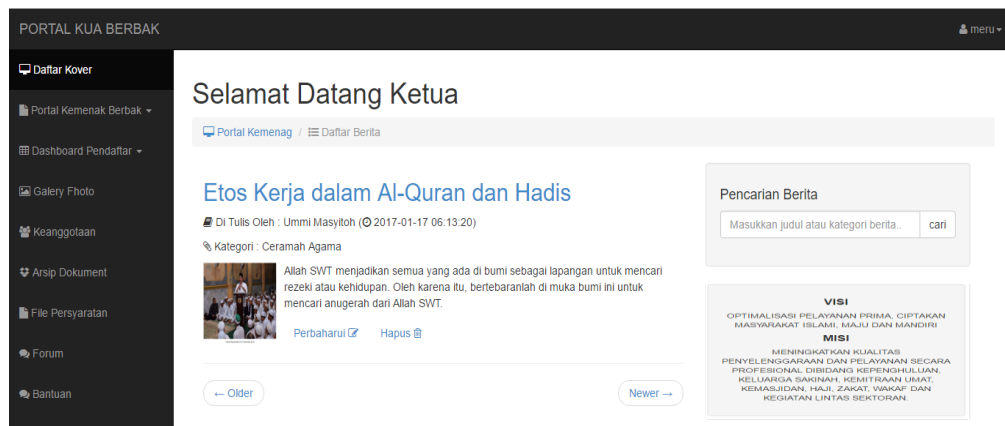 PORTAL KUA BERBAK
meru
Daftar Kover
Portal Kemenak Berbak
Dashboard Pendaftar
Galery Fhoto
Keanggotaan
Arsip Dokument
File Persyaratan
Forum
Bantuan
Selamat Datang Ketua
Portal Kemenag / Daftar Berita
Etos Kerja dalam Al-Quran dan Hadis
Di Tulis Oleh : Ummi Masyitoh ( 2017-01-17 06:13:20)
Kategori : Ceramah Agama
Allah SWT menjadikan semua yang ada di bumi sebagai lapangan untuk mencari
rezeki atau kehidupan. Oleh karena itu, bertebaranlah di muka bumi ini untuk
mencari anugerah dari Allah SWT.
Perbaharui Hapus
← Older
Newer →
Pencarian Berita
Masukkan judul atau kategori berita..
cari
VISI
OPTIMALISASI PELAYANAN PRIMA, CIPTAKAN
MASYARAKAT ISLAMI, MAJU DAN MANDIRI
MISI
MENINGKATKAN KUALITAS
PENYELENGGARAAN DAN PELAYANAN SECARA
PROFESIONAL DIBIDANG KEPENGHULUAN,
KELUARGA SAKINAH, KEMITRAAN UMAT,
KEMASJIDAN, HAJI, ZAKAT, WAKAF DAN
KEGIATAN LINTAS SEKTORAN.